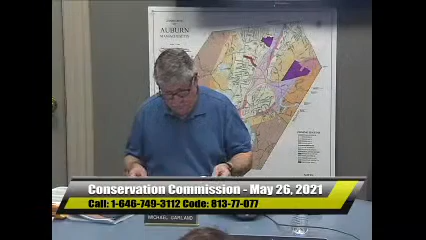 AUBURN
MASSACHUSETTS
Conservation Commission - May 26, 2021
Call: 1-646-749-3112 Code: 813-77-077
MICHAEL GARLAND